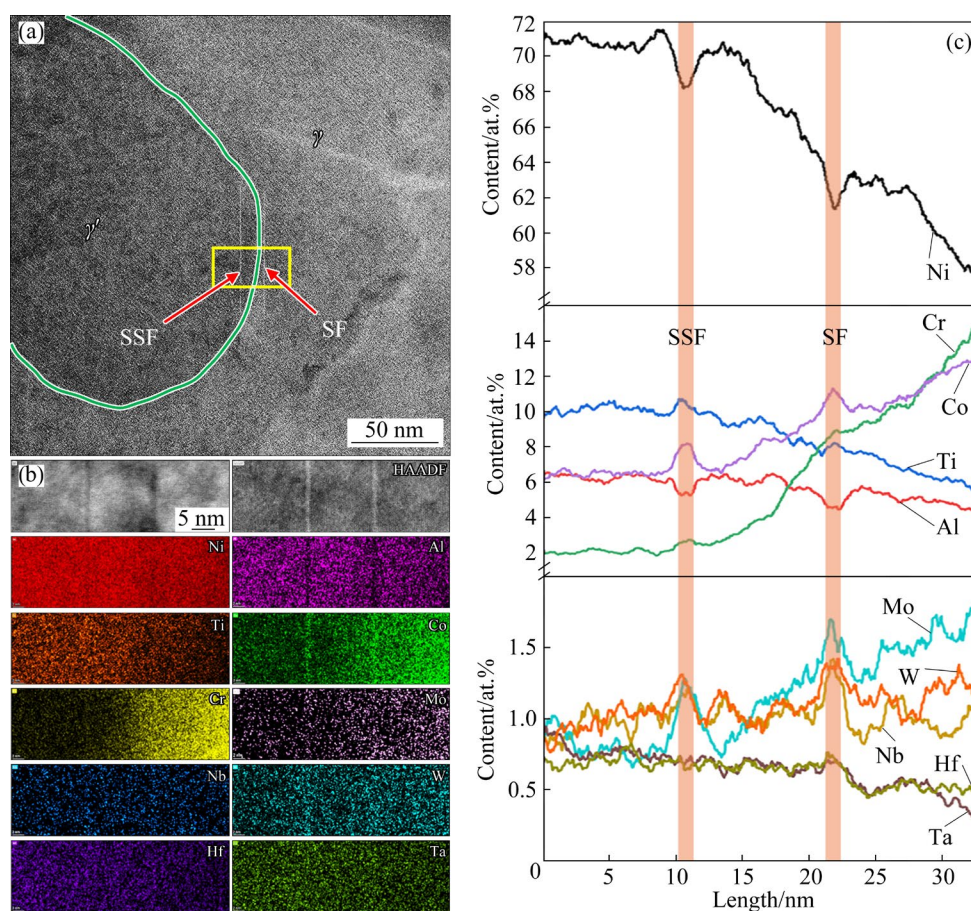 (a)
γ
γ′
SSF
SF
50 nm
(b)
HAADF
5 nm
Ni
Al
Ti
Co
Cr
Mo
Nb
W
Hf
Ta
(c)
72
70
68
66
64
62
60
58
Content/at.%
Ni
14
12
10
8
6
4
2
Content/at.%
SSF
SF
Cr
Co
Ti
Al
1.5
1.0
0.5
Content/at.%
Mo
W
Nb
Hf
Ta
0
5
10
15
20
25
30
Length/nm